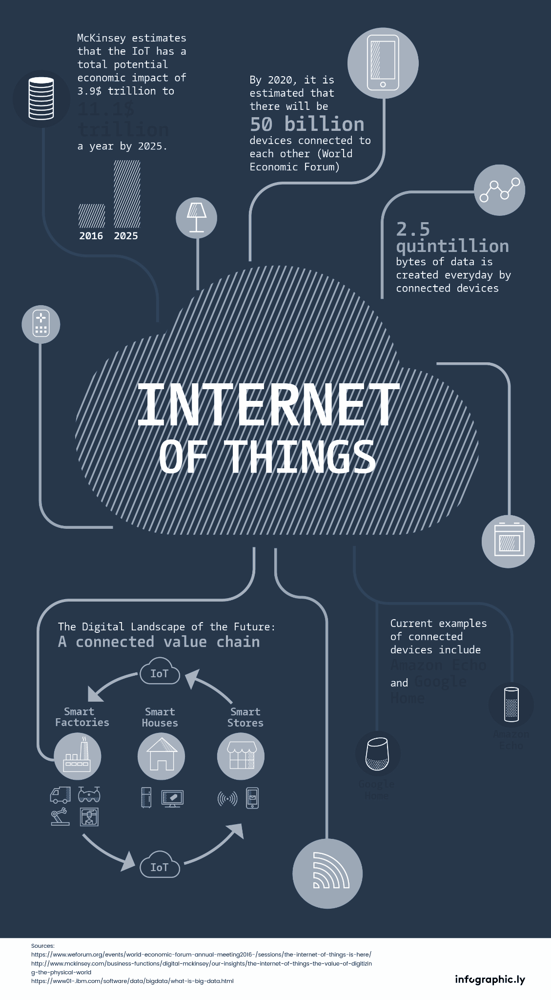 McKinsey estimates
that the IoT has a
total potential
economic impact of
3.9$ trillion to
11.1$
trillion
a year by 2025.
2016 2025
By 2020, it is
estimated that
there will be
50 billion
devices connected to
each other (World
Economic Forum)
2.5
quintillion
bytes of data is
created everyday by
connected devices
INTERNET
OF THINGS
The Digital Landscape of the Future:
A connected value chain
IoT
Smart
Factories
Smart
Houses
Smart
Stores
IoT
Current examples
of connected
devices include
Amazon Echo
and Google
Home
Amazon
Echo
Google
Home
Sources:
https://www.weforum.org/events/world-economic-forum-annual-meeting2016-/sessions/the-internet-of-things-is-here/
http://www.mckinsey.com/business-functions/digital-mckinsey/our-insights/the-internet-of-things-the-value-of-digitizin
g-the-physical-world
https://www01-.ibm.com/software/data/bigdata/what-is-big-data.html
infographic.ly